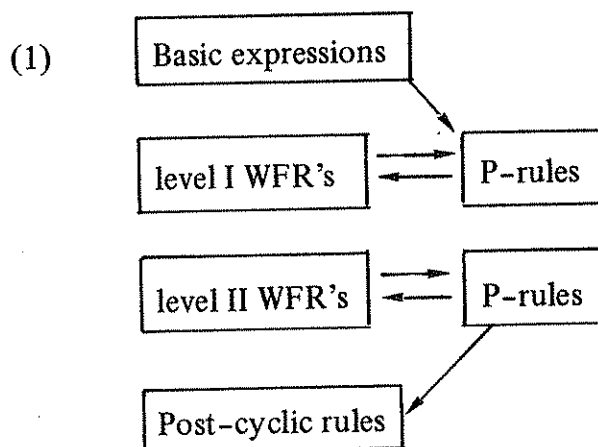 (1)
Basic expressions
level I WFR's
P-rules
level II WFR's
P-rules
Post-cyclic rules